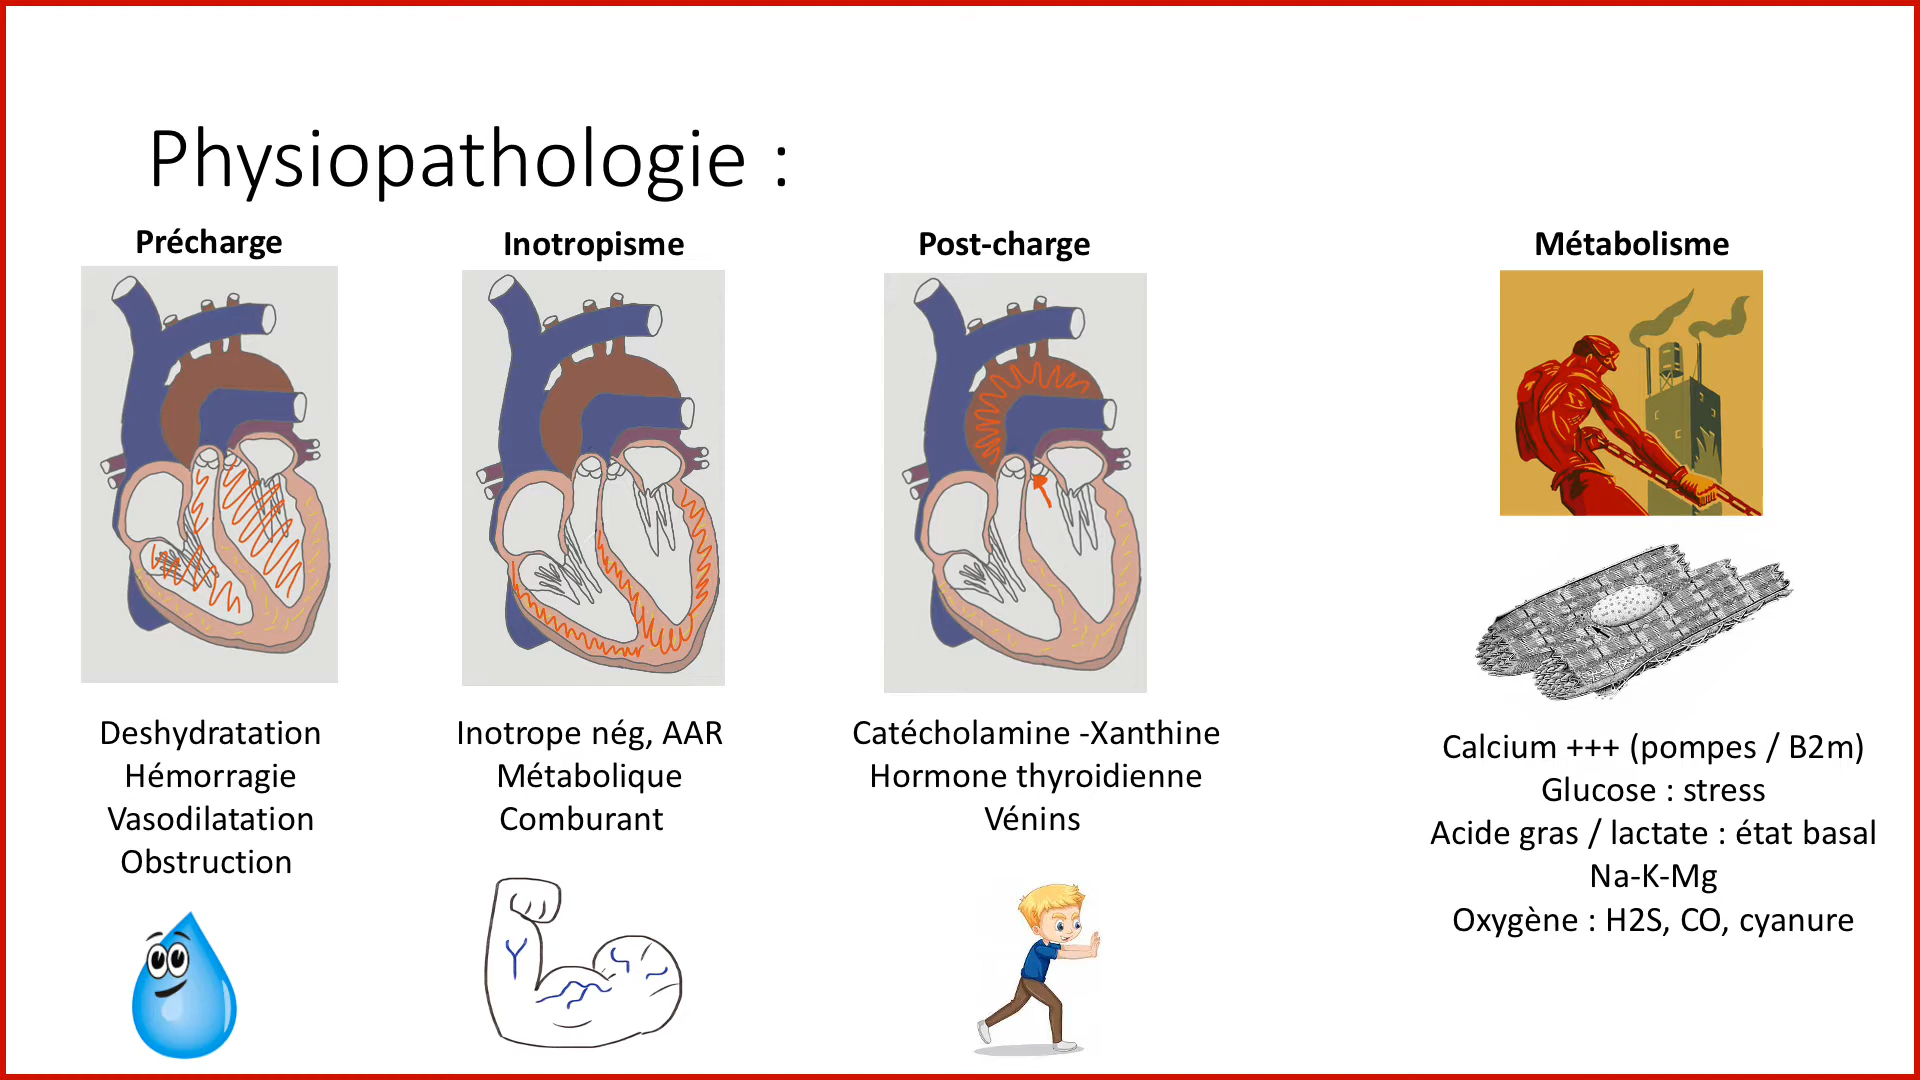 Physiopathologie :
Précharge
Deshydratation
Hémorragie
Vasodilatation
Obstruction
Inotropisme
Inotrope nég, AAR
Métabolique
Comburant
Post-charge
Catécholamine -Xanthine
Hormone thyroidienne
Vénins
Métabolisme
Calcium +++ (pompes / B2m)
Glucose : stress
Acide gras / lactate : état basal
Na-K-Mg
Oxygène : H2S, CO, cyanure